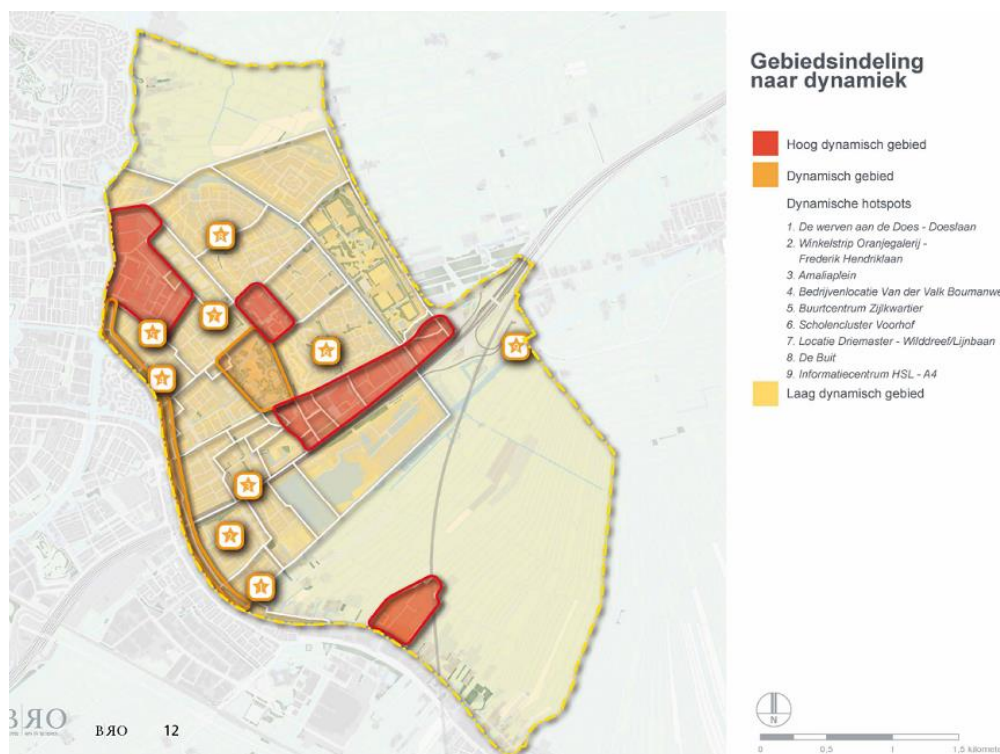 Gebiedsindeling
naar dynamiek
Hoog dynamisch gebied
Dynamisch gebied
Dynamische hotspots
1. De werven aan de Does - Doeslaan
2. Winkelstrip Oranjegalerij -
Frederik Hendriklaan
3. Amaliaplein
4. Bedrijvenlocatie Van der Valk Boumanwe
5. Buurtcentrum Zijlkwartier
6. Scholencluster Voorhof
7. Locatie Driemaster - Wilddreef/Lijnbaan
8. De Buit
9. Informatiecentrum HSL - A4
Laag dynamisch gebied
N
0 0,5 1 1,5 kilomete
BRO 12